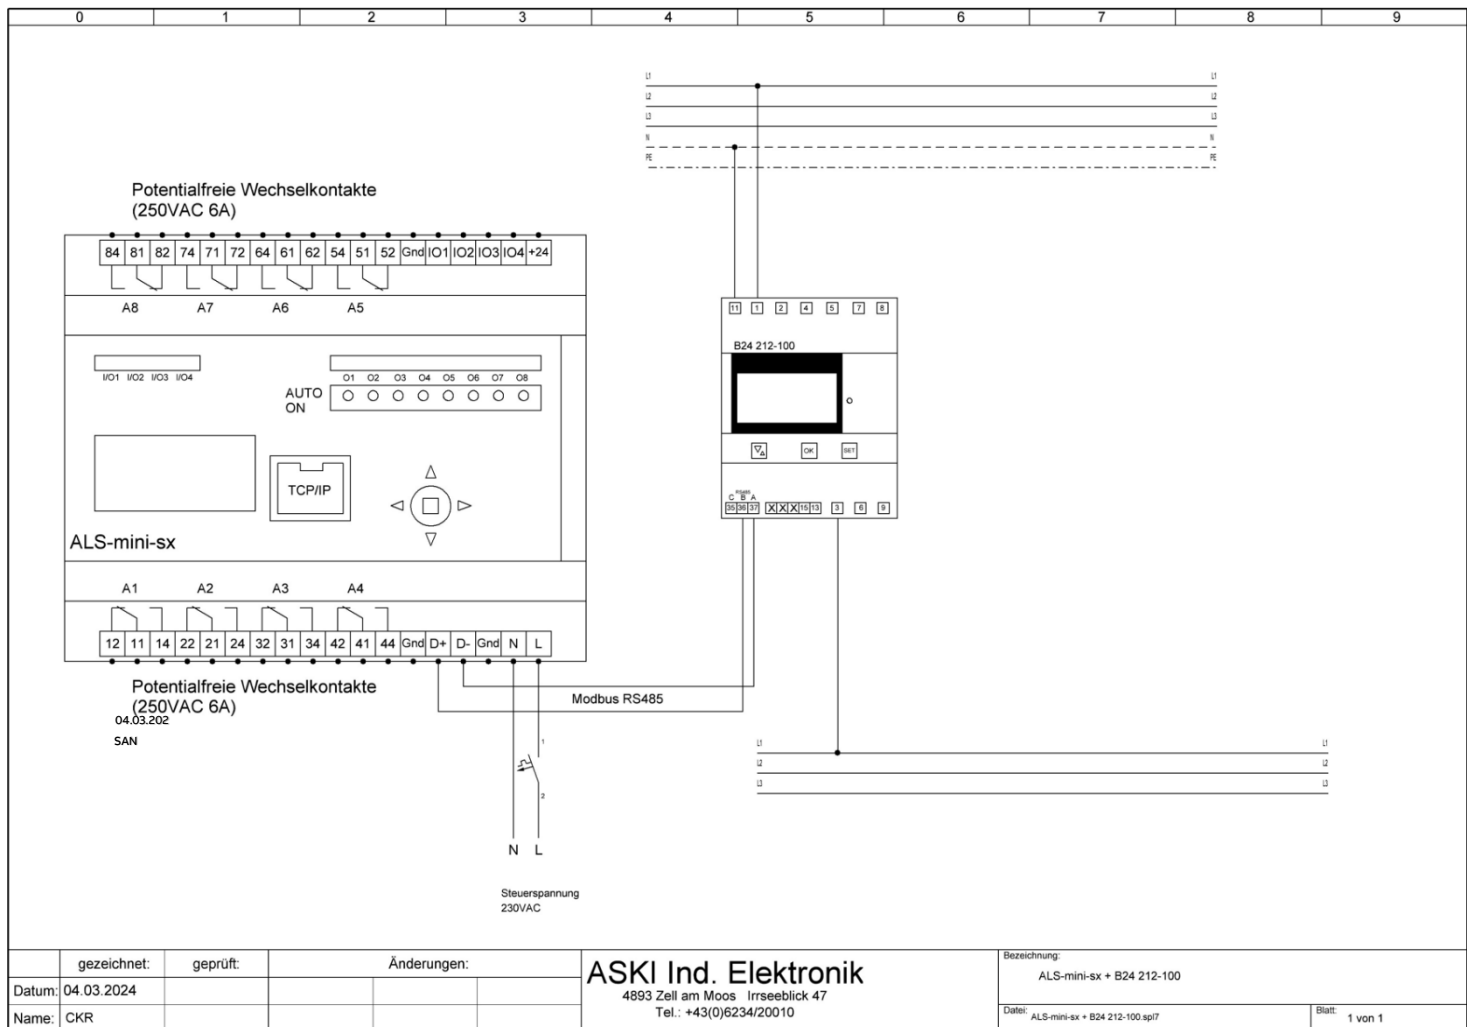 0 1 2 3 4 5 6 7 8 9
L1 L1
L2 L2
L3 L3
N N
PE PE
Potentialfreie Wechselkontakte
(250VAC 6A)
84 81 82 74 71 72 64 61 62 54 51 52 Gnd IO1 IO2 IO3 IO4 +24
A8 A7 A6 A5
11 1 2 4 5 7 8
B24 212-100
I/O1 I/O2 I/O3 I/O4
O1 O2 O3 O4 O5 O6 O7 O8
AUTO
ON
OK SET
TCP/IP
RS485
C B A
35 36 37 X X X 15 13 3 6 9
ALS-mini-sx
A1 A2 A3 A4
12 11 14 22 21 24 32 31 34 42 41 44 Gnd D+ D- Gnd N L
Potentialfreie Wechselkontakte
(250VAC 6A)
Modbus RS485
04.03.202
SAN
1
2
L1 L1
L2 L2
L3 L3
N L
Steuerspannung
230VAC
gezeichnet: geprüft: Änderungen:
Datum: 04.03.2024
Name: CKR
ASKI Ind. Elektronik
4893 Zell am Moos Irrseeblick 47
Tel.: +43(0)6234/20010
Bezeichnung:
ALS-mini-sx + B24 212-100
Datei: ALS-mini-sx + B24 212-100.spl7
Blatt: 1 von 1